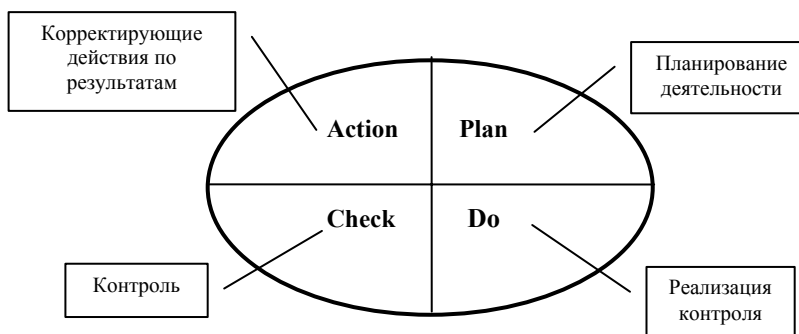 Корректирующие
действия по
результатам
Планирование
деятельности
Action
Plan
Check
Do
Контроль
Реализация
контроля